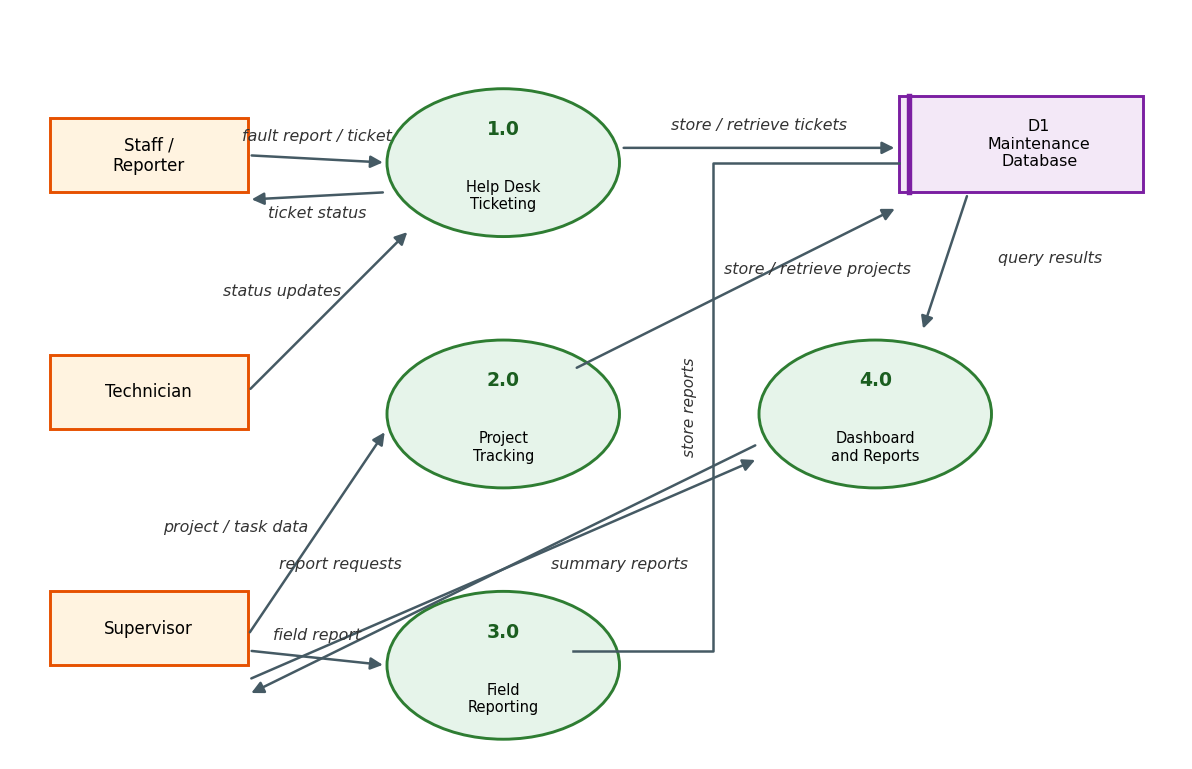 1.0
Help Desk
Ticketing
Staff /
Reporter
fault report / ticket
ticket status
store / retrieve tickets
D1
Maintenance
Database
status updates
store / retrieve projects
query results
Technician
2.0
Project
Tracking
store reports
4.0
Dashboard
and Reports
project / task data
report requests
summary reports
Supervisor
field report
3.0
Field
Reporting